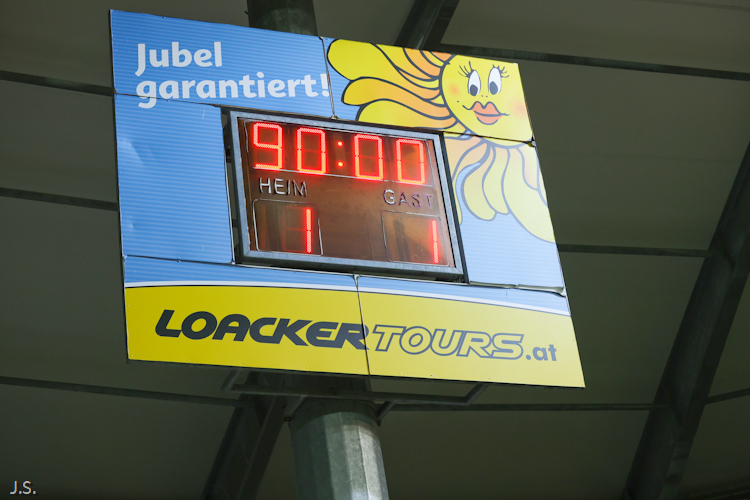 Jubel
garantiert!
90:00
HEIM GAST
1 1
LOACKERTOURS.at
J.S.